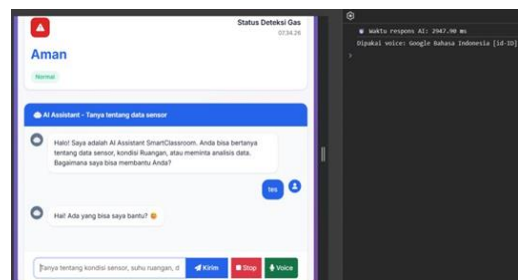 Status Deteksi Gas
07.34.26
Aman
Normal
AI Assistant - Tanya tentang data sensor
Halo! Saya adalah AI Assistant SmartClassroom. Anda bisa bertanya
tentang data sensor, kondisi Ruangan, atau meminta analisis data.
Bagaimana saya bisa membantu Anda?
tes
Hai! Ada yang bisa saya bantu? 😊
Tanya tentang kondisi sensor, suhu ruangan, d
Kirim
Stop
Voice
Waktu respons AI: 2947.90 ms
Dipakai voice: Google Bahasa Indonesia [id-ID]